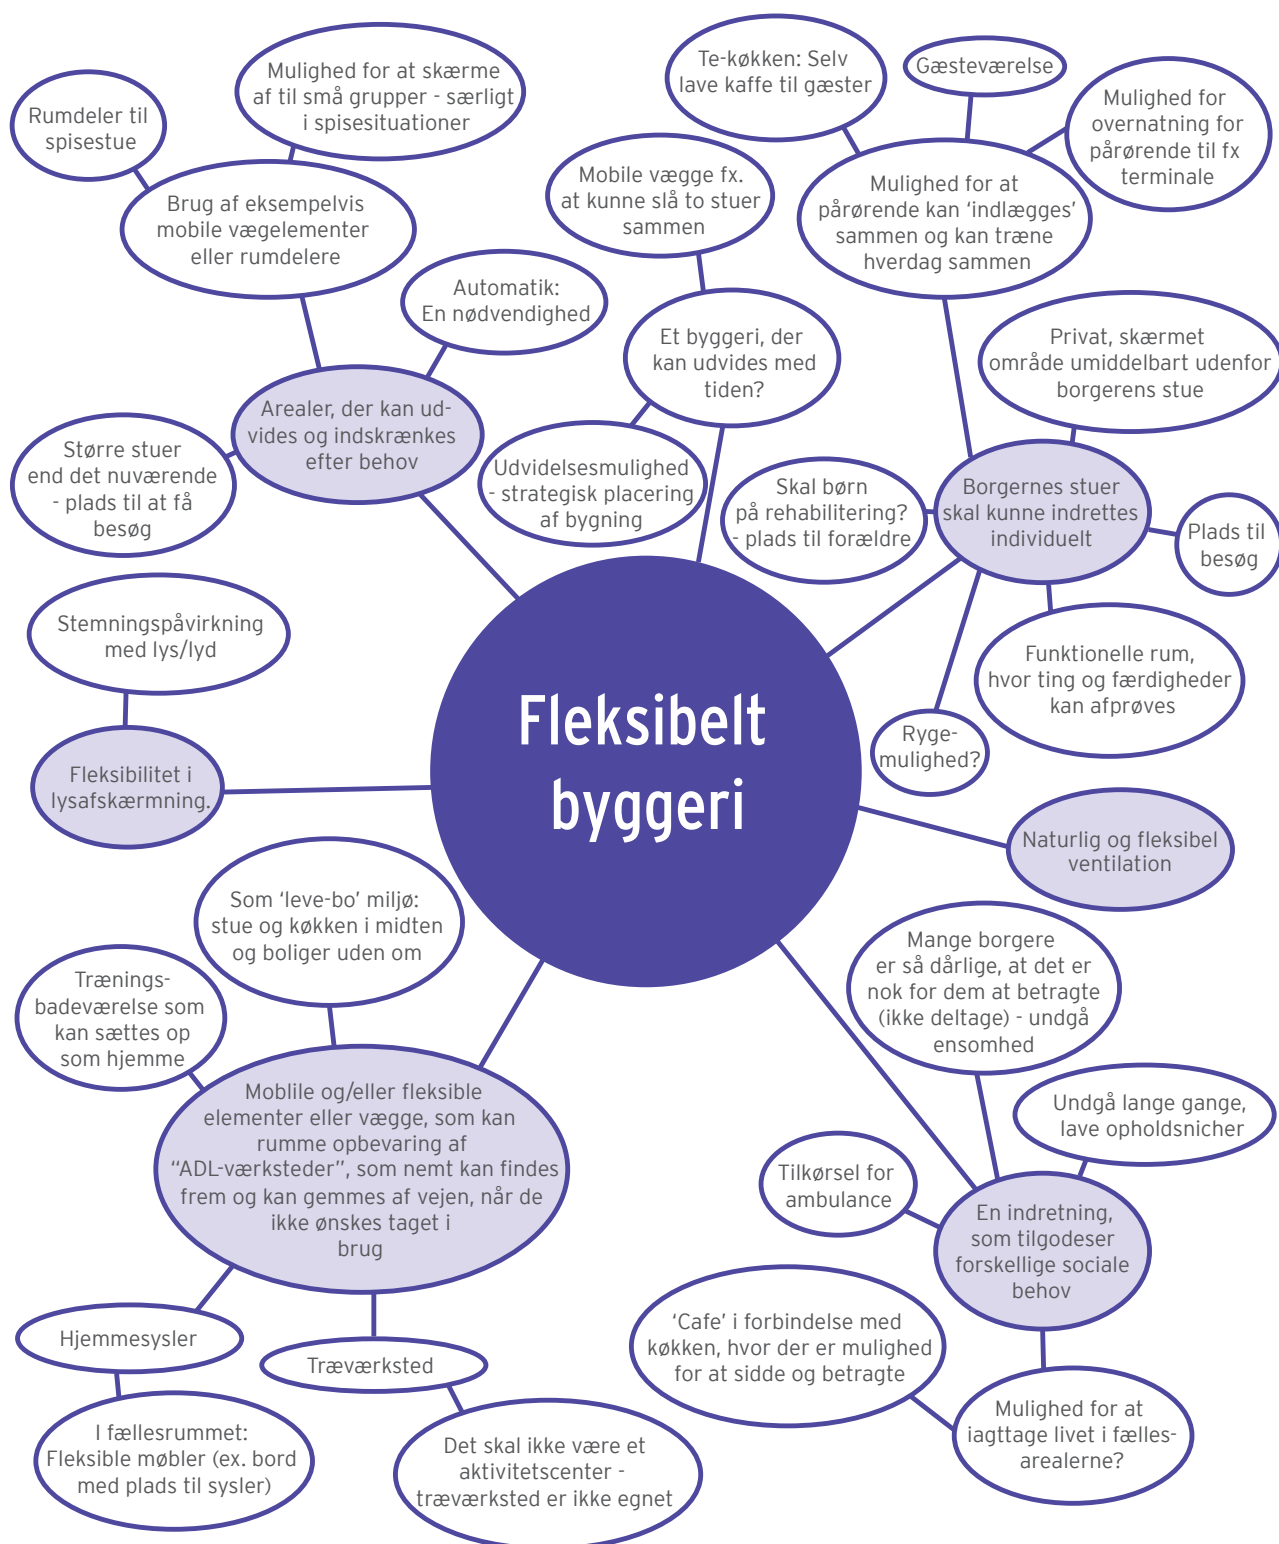 Te-køkken: Selv
lave kaffe til gæster
Gæsteværelse
Mulighed for at skærme
af til små grupper - særligt
i spisesituationer
Mulighed for
overnatning for
pårørende til fx
terminale
Rumdeler til
spisestue
Mobile vægge fx.
at kunne slå to stuer
sammen
Mulighed for at
pårørende kan ‘indlægges’
sammen og kan træne
hverdag sammen
Brug af eksempelvis
mobile vægelementer
eller rumdelere
Automatik:
En nødvendighed
Et byggeri, der
kan udvides med
tiden?
Privat, skærmet
område umiddelbart udenfor
borgerens stue
Arealer, der kan ud-
vides og indskrænkes
efter behov
Større stuer
end det nuværende
- plads til at få
besøg
Udvidelsesmulighed
- strategisk placering
af bygning
Skal børn
på rehabilitering?
- plads til forældre
Borgernes stuer
skal kunne indrettes
individuelt
Plads til
besøg
Stemningspåvirkning
med lys/lyd
Funktionelle rum,
hvor ting og færdigheder
kan afprøves
Fleksibelt
byggeri
Ryge-
mulighed?
Fleksibilitet i
lysafskærmning.
Naturlig og fleksibel
ventilation
Som ‘leve-bo’ miljø:
stue og køkken i midten
og boliger uden om
Mange borgere
er så dårlige, at det er
nok for dem at betragte
(ikke deltage) - undgå
ensomhed
Trænings-
badeværelse som
kan sættes op
som hjemme
Moblile og/eller fleksible
elementer eller vægge, som kan
rumme opbevaring af
“ADL-værksteder”, som nemt kan findes
frem og kan gemmes af vejen, når de
ikke ønskes taget i
brug
Undgå lange gange,
lave opholdsnicher
Tilkørsel for
ambulance
En indretning,
som tilgodeser
forskellige sociale
behov
Hjemmesysler
Træværksted
‘Cafe’ i forbindelse med
køkken, hvor der er mulighed
for at sidde og betragte
I fællesrummet:
Fleksible møbler (ex. bord
med plads til sysler)
Det skal ikke være et
aktivitetscenter -
træværksted er ikke egnet
Mulighed for at
iagttage livet i fælles-
arealerne?